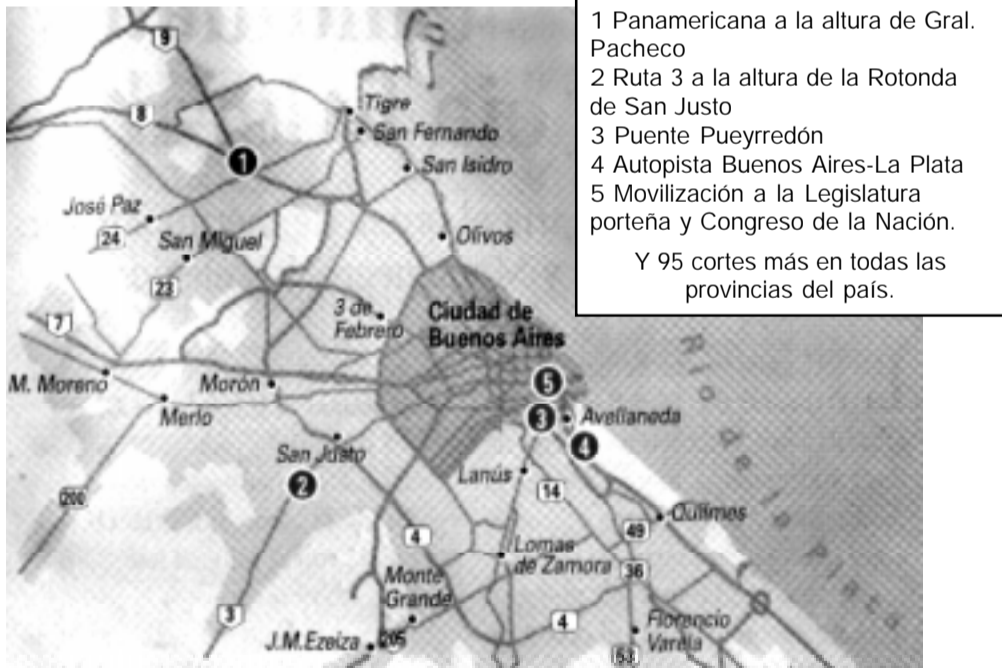 1 Panamericana a la altura de Gral.
Pacheco
2 Ruta 3 a la altura de la Rotonda
de San Justo
3 Puente Pueyrredón
4 Autopista Buenos Aires-La Plata
5 Movilización a la Legislatura
porteña y Congreso de la Nación.
Y 95 cortes más en todas las
provincias del país.
9
8
Tigre
San Fernando
1
San Isidro
José Paz
24
San Miguel
Olivos
23
3 de
Febrero
Ciudad de
Buenos Aires
7
M. Moreno
Morón
Merlo
5
3
Avellaneda
4
San Justo
2
Lanús
14
200
Quilmes
49
4
Lomas
de Zamora
36
Monte
Grande
3
4
Florencio
Varela
J.M.Ezeiza
205
53
Río de la Plata